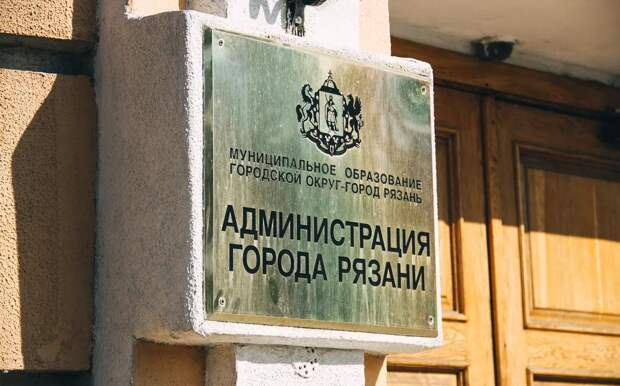 МУНИЦИПАЛЬНОЕ ОБРАЗОВАНИЕ
ГОРОДСКОЙ ОКРУГ-ГОРОД РЯЗАНЬ
АДМИНИСТРАЦИЯ
ГОРОДА РЯЗАНИ